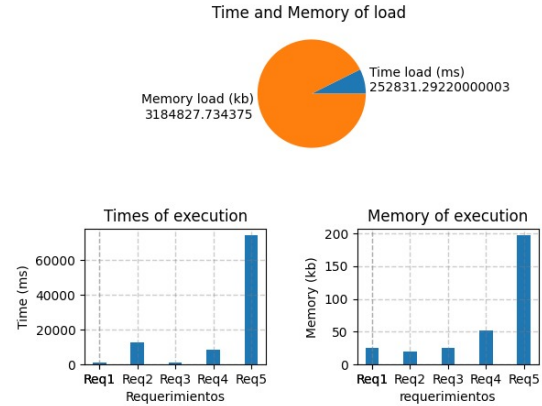 Time and Memory of load
Time load (ms)
252831.29220000003
Memory load (kb)
3184827.734375
Times of execution
Time (ms)
60000
40000
20000
0
Req1 Req2 Req3 Req4 Req5
Requerimientos
Memory of execution
Memory (kb)
200
150
100
50
0
Req1 Req2 Req3 Req4 Req5
requerimientos